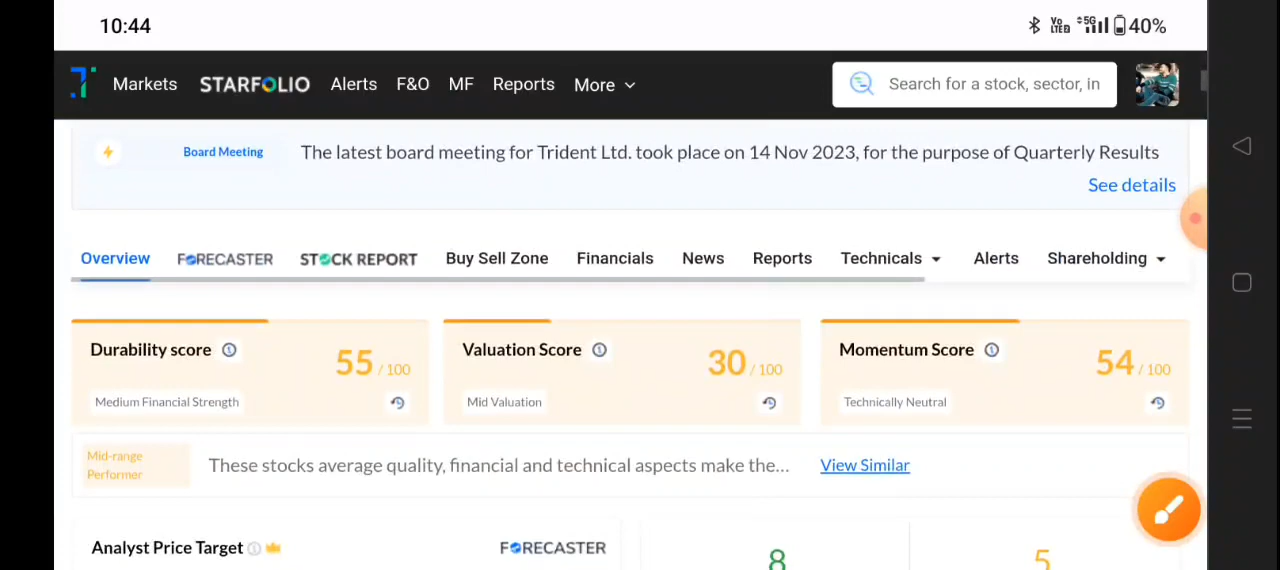 10:44
Vo LTED 5G 40%
Markets STARFOLIO Alerts F&O MF Reports More Search for a stock, sector, in
Board Meeting The latest board meeting for Trident Ltd. took place on 14 Nov 2023, for the purpose of Quarterly Results
See details
Overview FORECASTER STOCK REPORT Buy Sell Zone Financials News Reports Technicals Alerts Shareholding
Durability score 55 / 100
Medium Financial Strength
Valuation Score 30 / 100
Mid Valuation
Momentum Score 54 / 100
Technically Neutral
Mid-range
Performer
These stocks average quality, financial and technical aspects make the... View Similar
Analyst Price Target FORECASTER
8 5